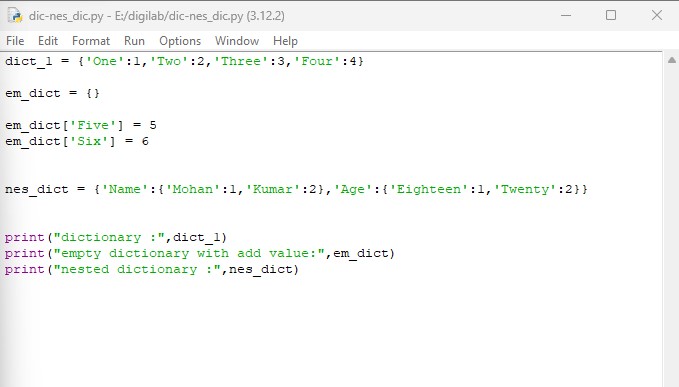 dic-nes_dic.py - E:/digilab/dic-nes_dic.py (3.12.2)
File Edit Format Run Options Window Help
dict_1 = {'One':1,'Two':2,'Three':3,'Four':4}
em_dict = {}
em_dict['Five'] = 5
em_dict['Six'] = 6
nes_dict = {'Name':{'Mohan':1,'Kumar':2},'Age':{'Eighteen':1,'Twenty':2}}
print("dictionary :",dict_1)
print("empty dictionary with add value:",em_dict)
print("nested dictionary :",nes_dict)